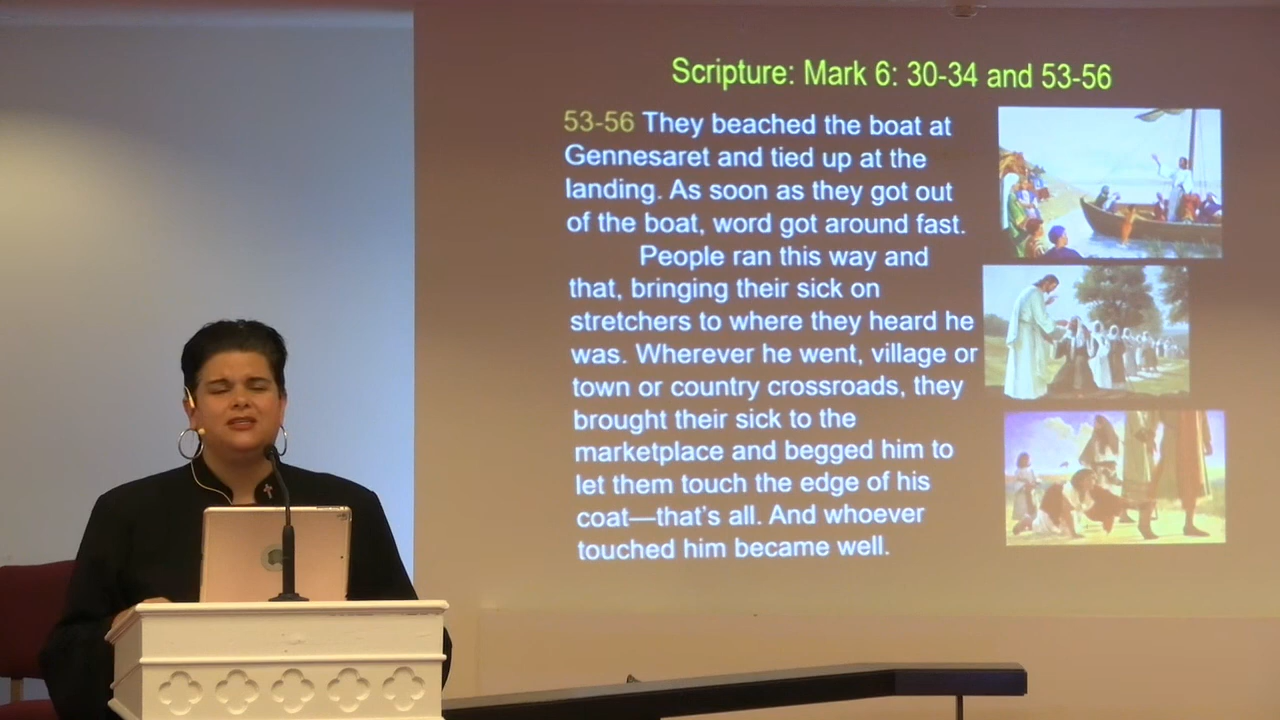 Scripture: Mark 6: 30-34 and 53-56
53-56 They beached the boat at
Gennesaret and tied up at the
landing. As soon as they got out
of the boat, word got around fast.
People ran this way and
that, bringing their sick on
stretchers to where they heard he
was. Wherever he went, village or
town or country crossroads, they
brought their sick to the
marketplace and begged him to
let them touch the edge of his
coat—that's all. And whoever
touched him became well.